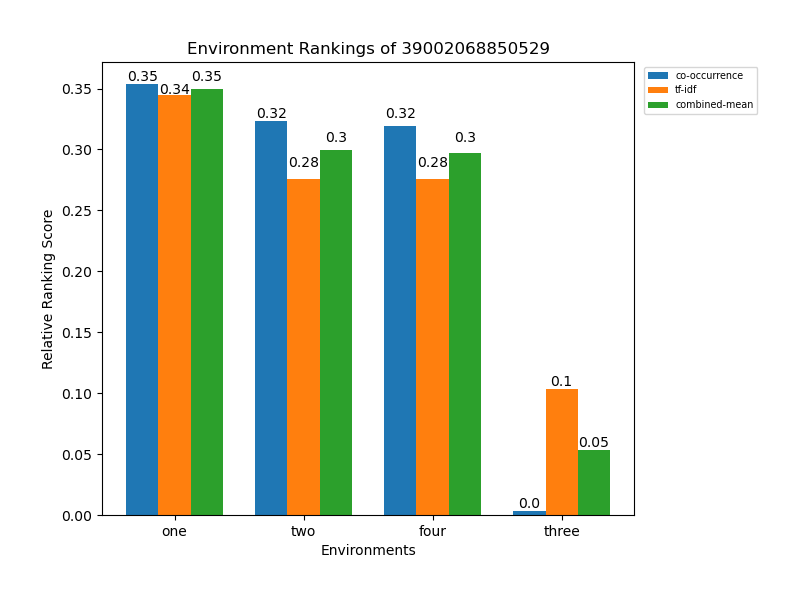 Environment Rankings of 39002068850529
co-occurrence
tf-idf
combined-mean
Relative Ranking Score
0.35
0.30
0.25
0.20
0.15
0.10
0.05
0.00
0.35
0.34
0.35
0.32
0.28
0.3
0.32
0.28
0.3
0.0
0.1
0.05
one two four three
Environments